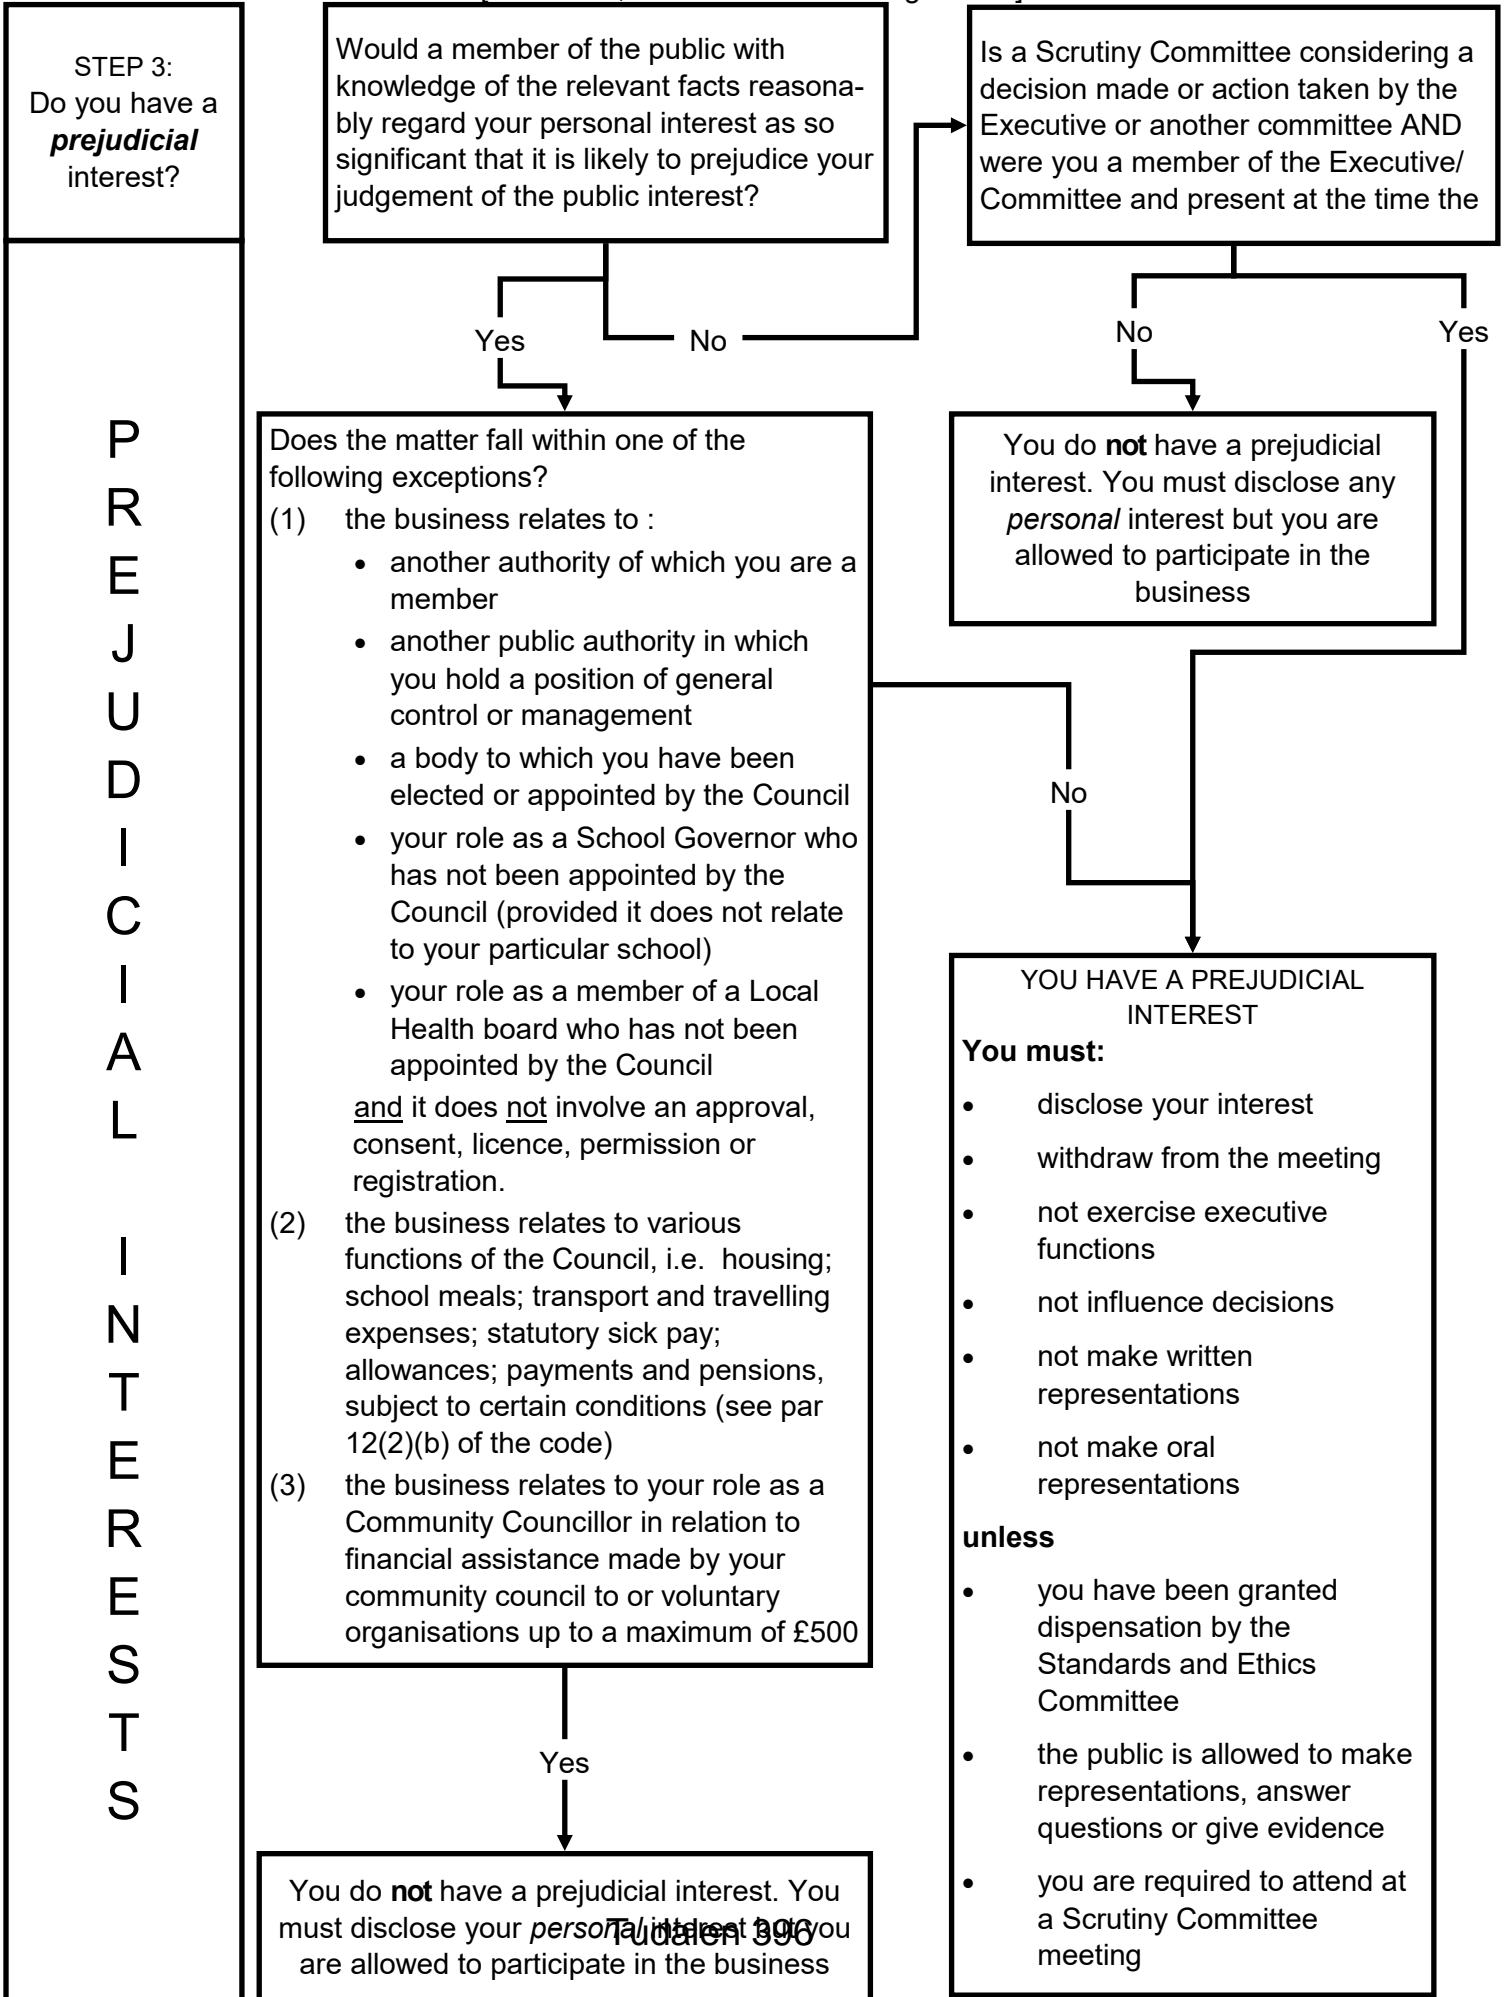 STEP 3:
Do you have a
prejudicial
interest?
PREJUDICIAL INTERESTS
Would a member of the public with
knowledge of the relevant facts reasona-
bly regard your personal interest as so
significant that it is likely to prejudice your
judgement of the public interest?
Is a Scrutiny Committee considering a
decision made or action taken by the
Executive or another committee AND
were you a member of the Executive/
Committee and present at the time the
Yes
No
No
Yes
Does the matter fall within one of the
following exceptions?
(1) the business relates to :
• another authority of which you are a
member
• another public authority in which
you hold a position of general
control or management
• a body to which you have been
elected or appointed by the Council
• your role as a School Governor who
has not been appointed by the
Council (provided it does not relate
to your particular school)
• your role as a member of a Local
Health board who has not been
appointed by the Council
and it does not involve an approval,
consent, licence, permission or
registration.
(2) the business relates to various
functions of the Council, i.e. housing;
school meals; transport and travelling
expenses; statutory sick pay;
allowances; payments and pensions,
subject to certain conditions (see par
12(2)(b) of the code)
(3) the business relates to your role as a
Community Councillor in relation to
financial assistance made by your
community council to or voluntary
organisations up to a maximum of £500
You do not have a prejudicial
interest. You must disclose any
personal interest but you are
allowed to participate in the
business
No
YOU HAVE A PREJUDICIAL
INTEREST
You must:
• disclose your interest
• withdraw from the meeting
• not exercise executive
functions
• not influence decisions
• not make written
representations
• not make oral
representations
unless
• you have been granted
dispensation by the
Standards and Ethics
Committee
• the public is allowed to make
representations, answer
questions or give evidence
• you are required to attend at
a Scrutiny Committee
meeting
Yes
You do not have a prejudicial interest. You
must disclose your personal interest but you
are allowed to participate in the business
Tudalen 396